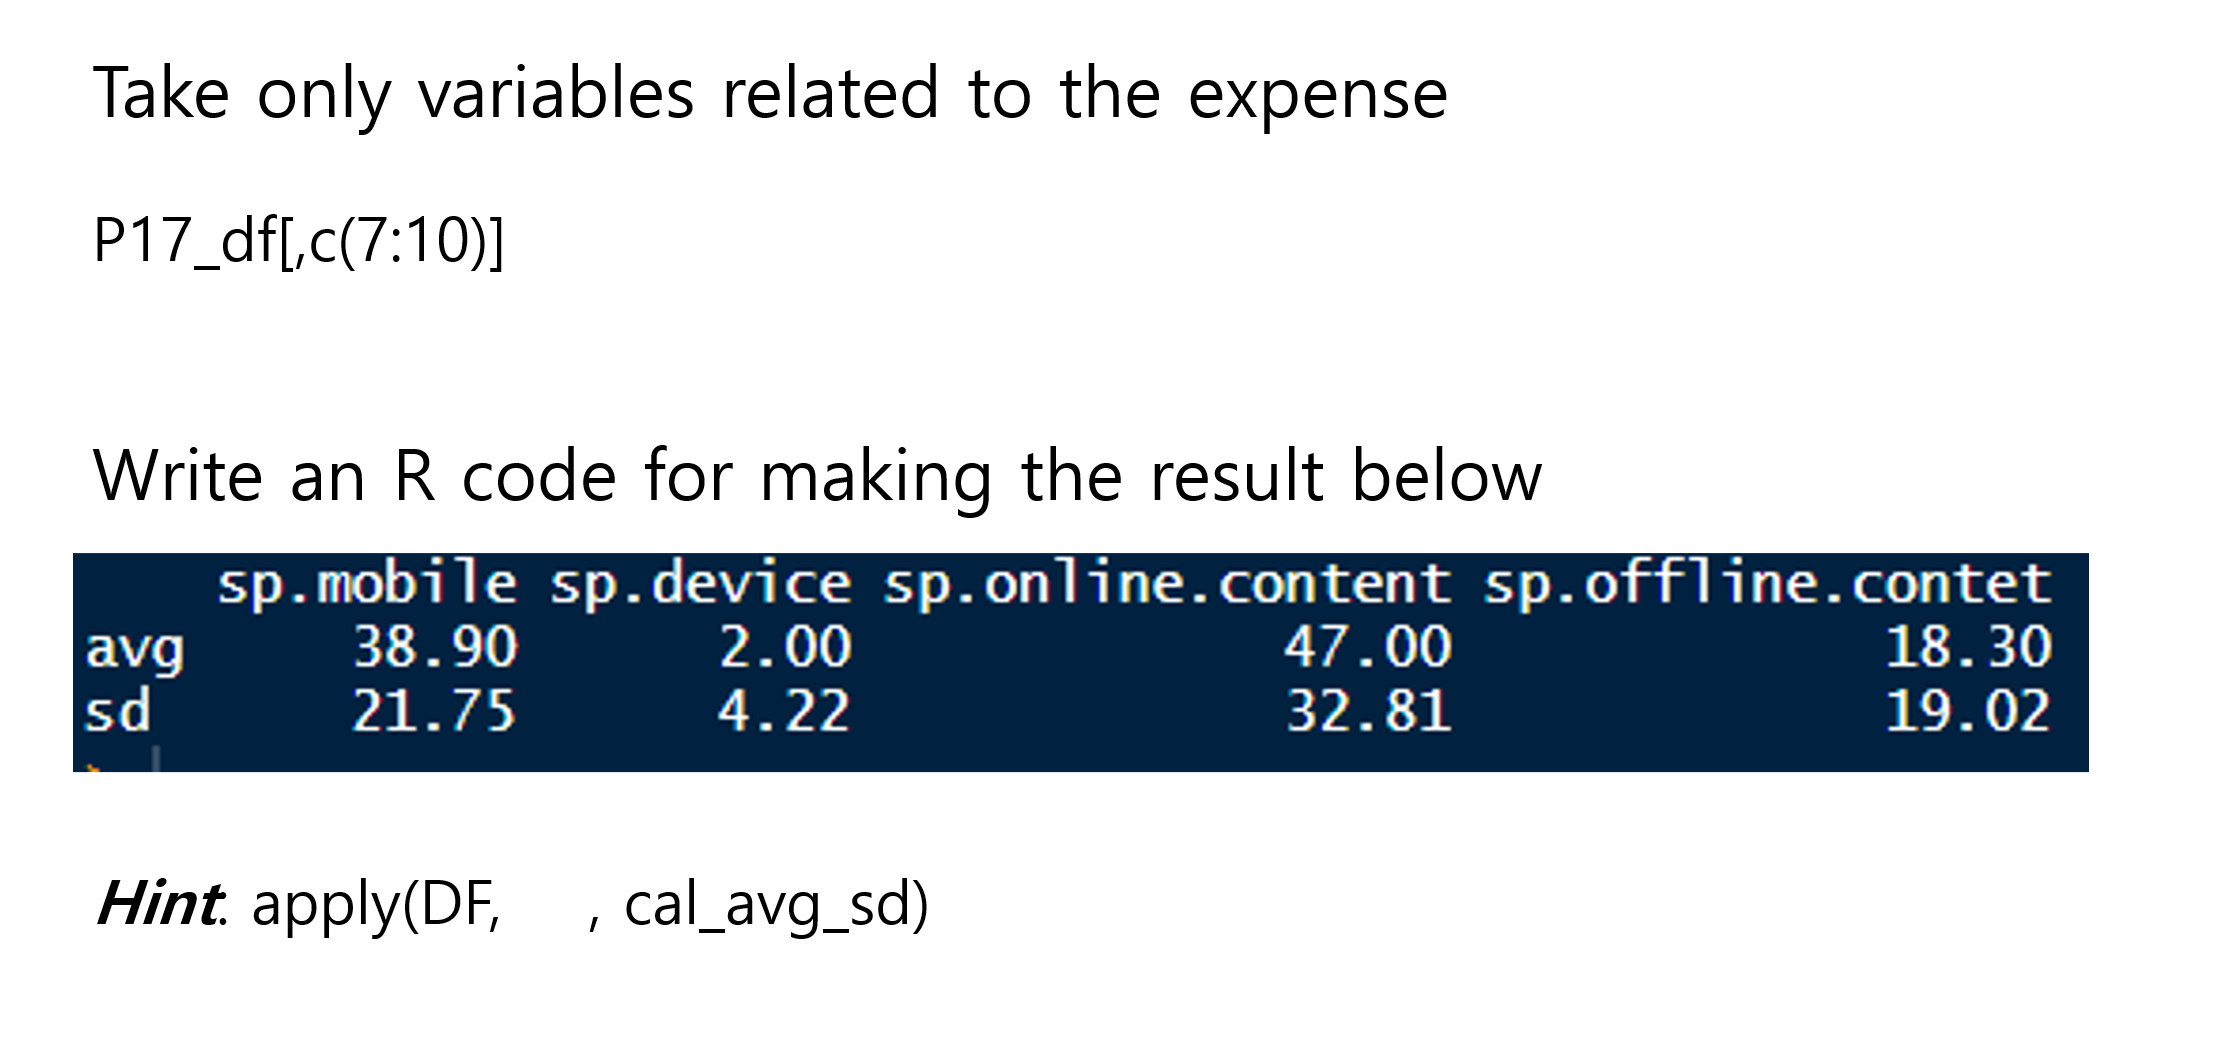 Take only variables related to the expense
P17_df[,c(7:10)]
Write an R code for making the result below
sp.mobile sp.device sp.online.content sp.offline.contet
avg 38.90 2.00 47.00 18.30
sd 21.75 4.22 32.81 19.02
Hint: apply(DF, , cal_avg_sd)